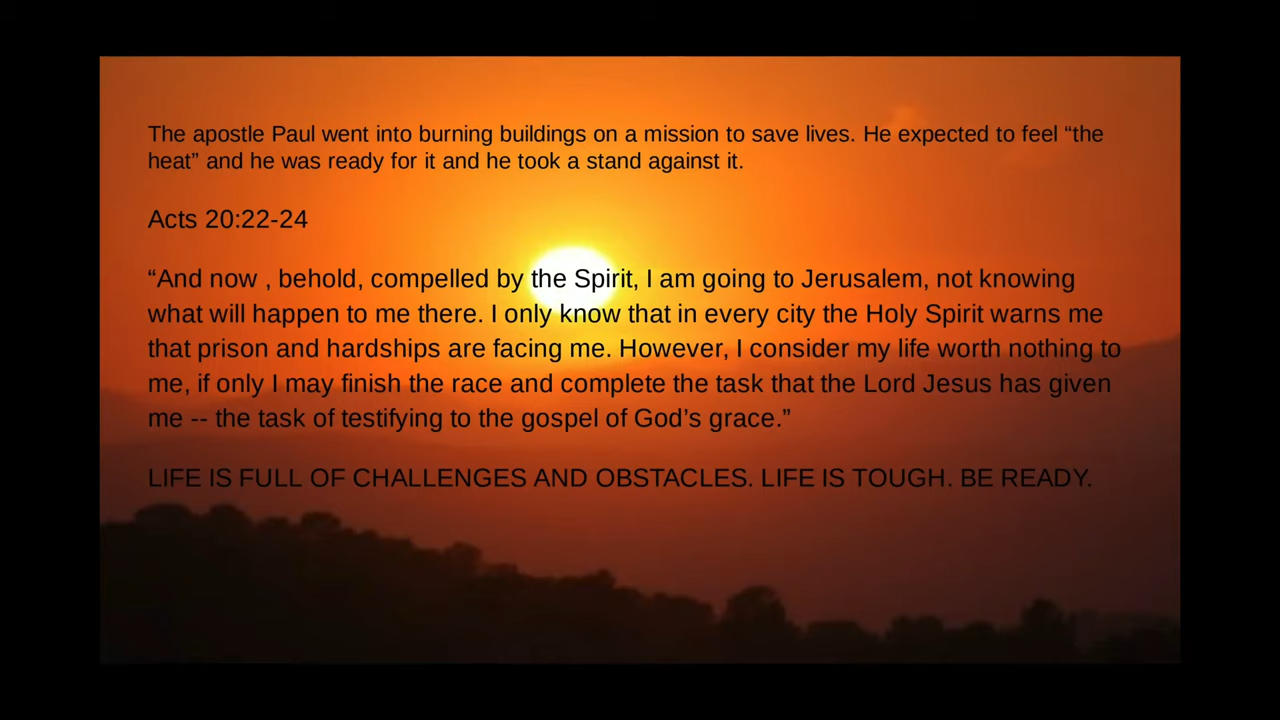 The apostle Paul went into burning buildings on a mission to save lives. He expected to feel “the
heat” and he was ready for it and he took a stand against it.
Acts 20:22-24
“And now , behold, compelled by the Spirit, I am going to Jerusalem, not knowing
what will happen to me there. I only know that in every city the Holy Spirit warns me
that prison and hardships are facing me. However, I consider my life worth nothing to
me, if only I may finish the race and complete the task that the Lord Jesus has given
me -- the task of testifying to the gospel of God’s grace.”
LIFE IS FULL OF CHALLENGES AND OBSTACLES. LIFE IS TOUGH. BE READY.